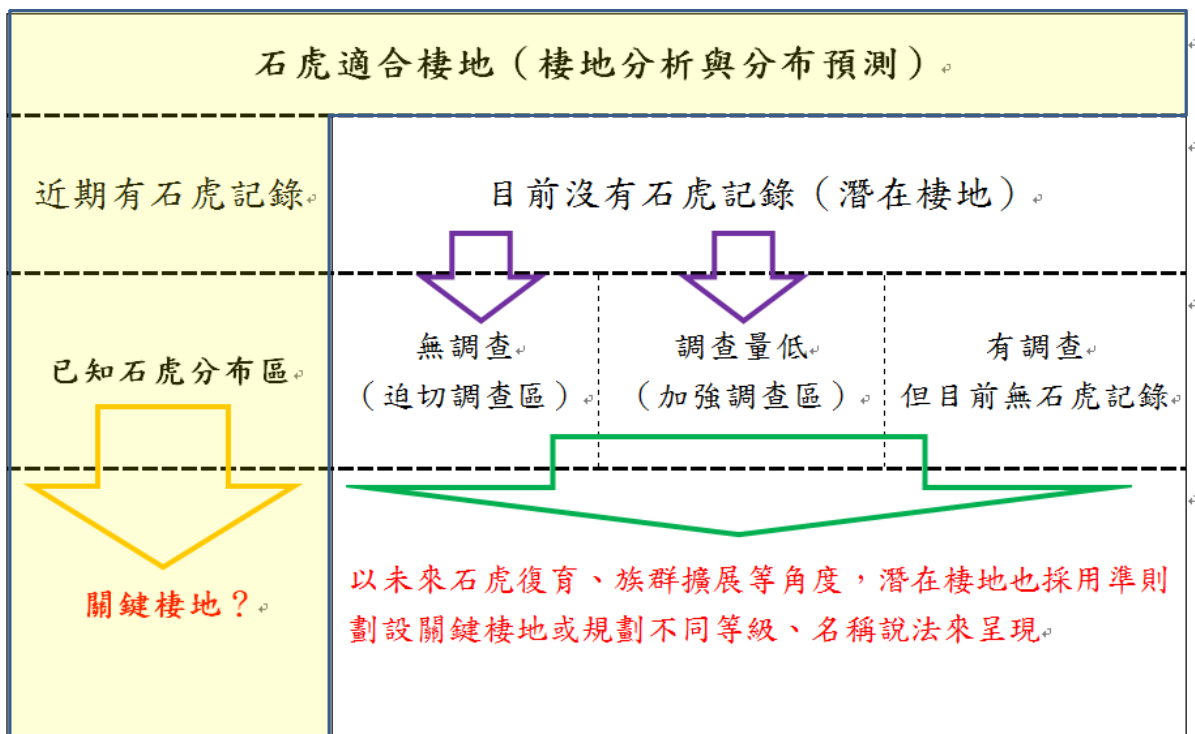 石虎適合棲地（棲地分析與分布預測）
近期有石虎記錄
目前沒有石虎記錄（潛在棲地）
已知石虎分布區
無調查
（迫切調查區）
調查量低
（加強調查區）
有調查
但目前無石虎記錄
關鍵棲地？
以未來石虎復育、族群擴展等角度，潛在棲地也採用準則
劃設關鍵棲地或規劃不同等級、名稱說法來呈現